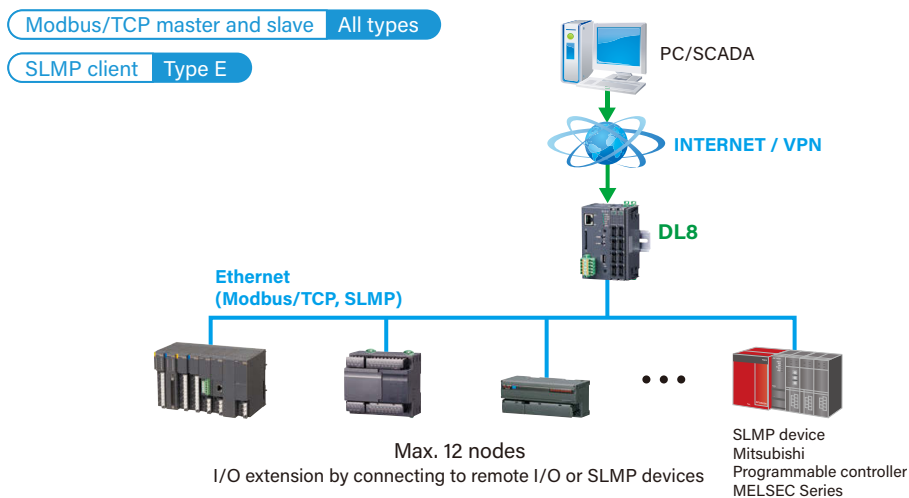 Modbus/TCP master and slave All types
SLMP client Type E
PC/SCADA
INTERNET / VPN
DL8
Ethernet
(Modbus/TCP, SLMP)
Max. 12 nodes
I/O extension by connecting to remote I/O or SLMP devices
SLMP device
Mitsubishi
Programmable controller
MELSEC Series